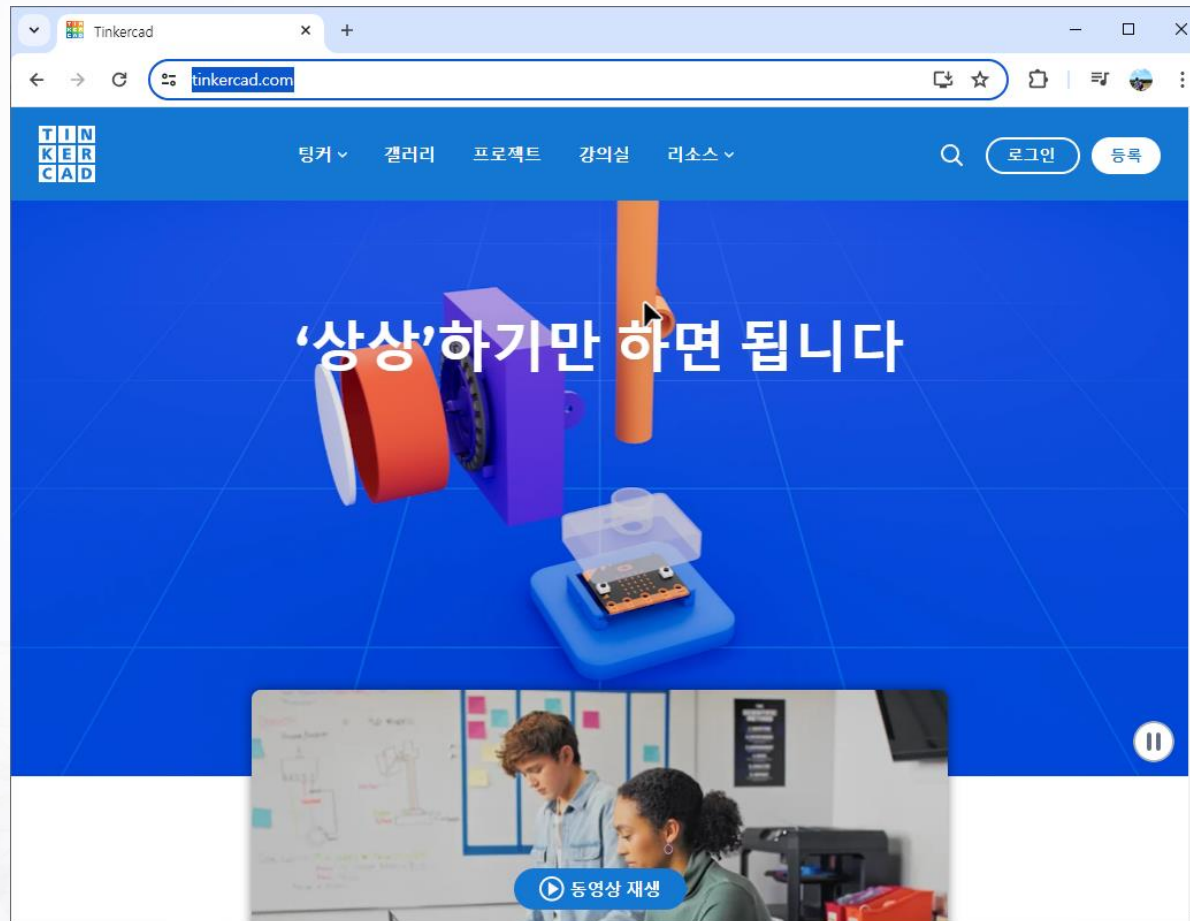 Tinkercad
tinkercad.com
TIN
KER
CAD
팅커
갤러리
프로젝트
강의실
리소스
로그인
등록
‘상상’하기만 하면 됩니다
동영상 재생